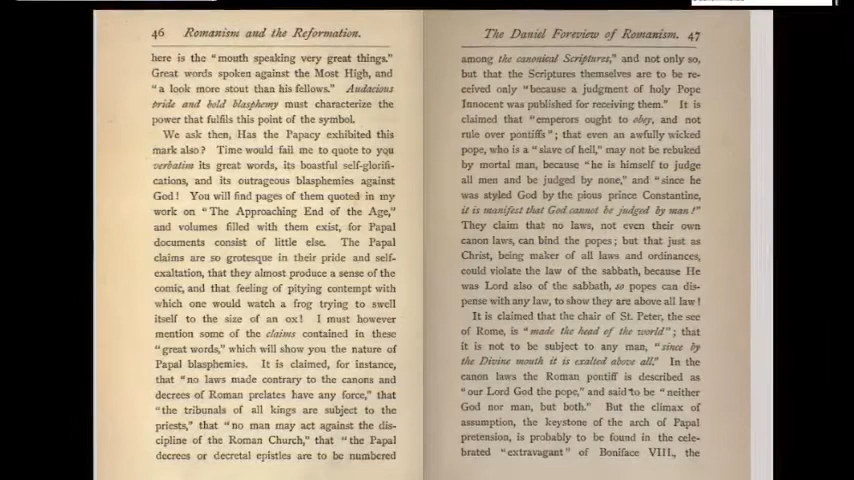 46 Romanism and the Reformation.
here is the “mouth speaking very great things.”
Great words spoken against the Most High, and
“a look more stout than his fellows.” Audacious
pride and bold blasphemy must characterize the
power that fulfils this point of the symbol.
We ask then, Has the Papacy exhibited this
mark also? Time would fail me to quote to you
verbatim its great words, its boastful self-glorifi-
cations, and its outrageous blasphemies against
God! You will find pages of them quoted in my
work on “The Approaching End of the Age,”
and volumes filled with them exist, for Papal
documents consist of little else. The Papal
claims are so grotesque in their pride and self-
exaltation, that they almost produce a sense of the
comic, and that feeling of pitying contempt with
which one would watch a frog trying to swell
itself to the size of an ox! I must however
mention some of the claims contained in these
“great words,” which will show you the nature of
Papal blasphemies. It is claimed, for instance,
that “no laws made contrary to the canons and
decrees of Roman prelates have any force,” that
“the tribunals of all kings are subject to the
priests,” that “no man may act against the dis-
cipline of the Roman Church,” that “the Papal
decrees or decretal epistles are to be numbered
The Daniel Foreview of Romanism. 47
among the canonical Scriptures,” and not only so,
but that the Scriptures themselves are to be re-
ceived only “because a judgment of holy Pope
Innocent was published for receiving them.” It is
claimed that “emperors ought to obey, and not
rule over pontiffs”; that even an awfully wicked
pope, who is a “slave of hell,” may not be rebuked
by mortal man, because “he is himself to judge
all men and be judged by none,” and “since he
was styled God by the pious prince Constantine,
it is manifest that God cannot be judged by man!”
They claim that no laws, not even their own
canon laws, can bind the popes; but that just as
Christ, being maker of all laws and ordinances,
could violate the law of the sabbath, because He
was Lord also of the sabbath, so popes can dis-
pense with any law, to show they are above all law!
It is claimed that the chair of St. Peter, the see
of Rome, is “made the head of the world”; that
it is not to be subject to any man, “since by
the Divine mouth it is exalted above all.” In the
canon laws the Roman pontiff is described as
“our Lord God the pope,” and said to be “neither
God nor man, but both.” But the climax of
assumption, the keystone of the arch of Papal
pretension, is probably to be found in the cele-
brated “extravagant” of Boniface VIII., the